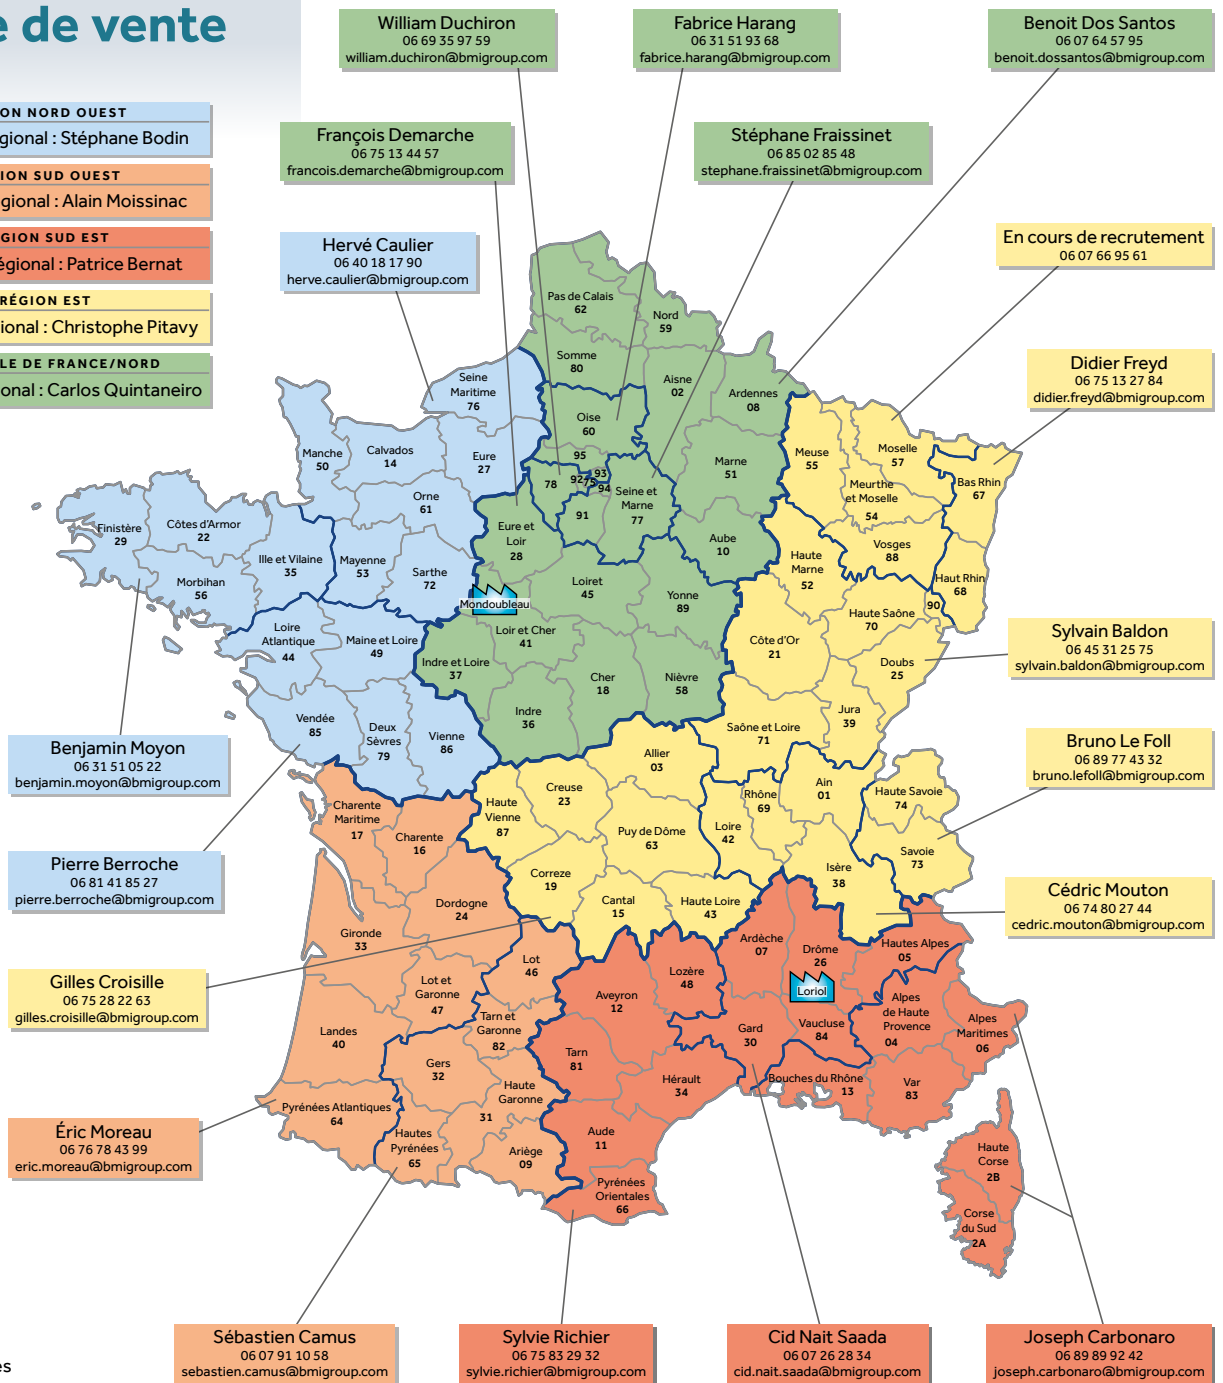 e de vente
ON NORD OUEST
gional : Stéphane Bodin
ION SUD OUEST
gional : Alain Moissinac
GION SUD EST
égional : Patrice Bernat
RÉGION EST
ional : Christophe Pitavy
LE DE FRANCE/NORD
onal : Carlos Quintaneiro
William Duchiron
06 69 35 97 59
william.duchiron@bmigroup.com
Fabrice Harang
06 31 51 93 68
fabrice.harang@bmigroup.com
Benoit Dos Santos
06 07 64 57 95
benoit.dossantos@bmigroup.com
François Demarche
06 75 13 44 57
francois.demarche@bmigroup.com
Stéphane Fraissinet
06 85 02 85 48
stephane.fraissinet@bmigroup.com
Hervé Caulier
06 40 18 17 90
herve.caulier@bmigroup.com
En cours de recrutement
06 07 66 95 61
Didier Freyd
06 75 13 27 84
didier.freyd@bmigroup.com
Sylvain Baldon
06 45 31 25 75
sylvain.baldon@bmigroup.com
Bruno Le Foll
06 89 77 43 32
bruno.lefoll@bmigroup.com
Cédric Mouton
06 74 80 27 44
cedric.mouton@bmigroup.com
Benjamin Moyon
06 31 51 05 22
benjamin.moyon@bmigroup.com
Pierre Berroche
06 81 41 85 27
pierre.berroche@bmigroup.com
Gilles Croisille
06 75 28 22 63
gilles.croisille@bmigroup.com
Éric Moreau
06 76 78 43 99
eric.moreau@bmigroup.com
Pas de Calais
62
Nord
59
Somme
80
Aisne
02
Ardennes
08
Oise
60
Seine
Maritime
76
Manche
50
Calvados
14
Eure
27
Orne
61
95
78
92
93
75
94
91
Seine et
Marne
77
Marne
51
Aube
10
Meuse
55
Moselle
57
Meurthe
et Moselle
54
Bas Rhin
67
Vosges
88
Haut Rhin
68
90
Haute
Marne
52
Haute Saône
70
Finistère
29
Côtes d'Armor
22
Morbihan
56
Ille et Vilaine
35
Mayenne
53
Sarthe
72
Eure et
Loir
28
Mondoubleau
Loiret
45
Yonne
89
Loire
Atlantique
44
Maine et Loire
49
Indre et Loire
37
Loir et Cher
41
Cher
18
Nièvre
58
Indre
36
Côte d'Or
21
Doubs
25
Jura
39
Saône et Loire
71
Vendée
85
Deux
Sèvres
79
Vienne
86
Allier
03
Creuse
23
Haute
Vienne
87
Puy de Dôme
63
Rhône
69
Loire
42
Ain
01
Haute Savoie
74
Savoie
73
Isère
38
Charente
Maritime
17
Charente
16
Correze
19
Cantal
15
Haute Loire
43
Dordogne
24
Gironde
33
Lot
46
Lot et
Garonne
47
Landes
40
Tarn et
Garonne
82
Gers
32
Haute
Garonne
31
Pyrénées Atlantiques
64
Hautes
Pyrénées
65
Ariège
09
Aveyron
12
Lozère
48
Ardèche
07
Drôme
26
Loriol
Hautes Alpes
05
Alpes
de Haute
Provence
04
Alpes
Maritimes
06
Gard
30
Vaucluse
84
Bouches du Rhône
13
Var
83
Tarn
81
Hérault
34
Aude
11
Pyrénées
Orientales
66
Haute
Corse
2B
Corse
du Sud
2A
Sébastien Camus
06 07 91 10 58
sebastien.camus@bmigroup.com
Sylvie Richier
06 75 83 29 32
sylvie.richier@bmigroup.com
Cid Nait Saada
06 07 26 28 34
cid.nait.saada@bmigroup.com
Joseph Carbonaro
06 89 89 92 42
joseph.carbonaro@bmigroup.com
es